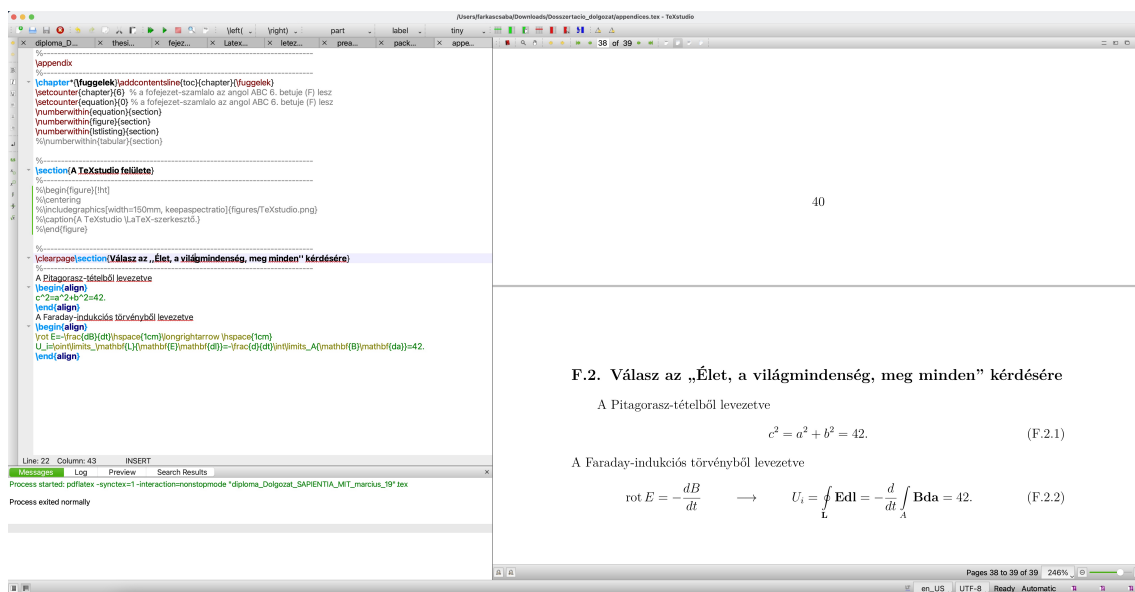 /Users/farkascsaba/Downloads/Dosszertacio_dolgozat/appendices.tex - TeXstudio
\left( \right) part label tiny
diploma_D... thesi... fejez... Latex... letez... prea... pack... appe...
38 of 39
%--------------------------------------------------------------------------
\appendix
%--------------------------------------------------------------------------
\chapter*{\fuggelek}\addcontentsline{toc}{chapter}{\fuggelek}
\setcounter{chapter}{6} % a fofejezet-szamlalo az angol ABC 6. betuje (F) lesz
\setcounter{equation}{0} % a fofejezet-szamlalo az angol ABC 6. betuje (F) lesz
\numberwithin{equation}{section}
\numberwithin{figure}{section}
\numberwithin{lstlisting}{section}
%\numberwithin{tabular}{section}
%--------------------------------------------------------------------------
\section{A TeXstudio felülete}
%--------------------------------------------------------------------------
%\begin{figure}[!ht]
%\centering
%\includegraphics[width=150mm, keepaspectratio]{figures/TeXstudio.png}
%\caption{A TeXstudio \LaTeX-szerkesztő.}
%\end{figure}
%--------------------------------------------------------------------------
\clearpage\section{Válasz az ,,Élet, a világmindenség, meg minden'' kérdésére}
%--------------------------------------------------------------------------
A Pitagorasz-tételből levezetve
\begin{align}
c^2=a^2+b^2=42.
\end{align}
A Faraday-indukciós törvényből levezetve
\begin{align}
\rot E=-\frac{dB}{dt}\hspace{1cm}\longrightarrow \hspace{1cm}
U_i=\oint\limits_\mathbf{L}{\mathbf{E}\mathbf{dl}}=-\frac{d}{dt}\int\limits_A{\mathbf{B}\mathbf{da}}=42.
\end{align}
Line: 22 Column: 43 INSERT
Messages Log Preview Search Results
Process started: pdflatex -synctex=1 -interaction=nonstopmode "diploma_Dolgozat_SAPIENTIA_MIT_marcius_19".tex
Process exited normally
40
F.2. Válasz az „Élet, a világmindenség, meg minden” kérdésére
A Pitagorasz-tételből levezetve
c² = a² + b² = 42. (F.2.1)
A Faraday-indukciós törvényből levezetve
rot E = −dB/dt ⟶ U_i = ∮_L Edl = −d/dt ∫_A Bda = 42. (F.2.2)
Pages 38 to 39 of 39 246%
en_US UTF-8 Ready Automatic